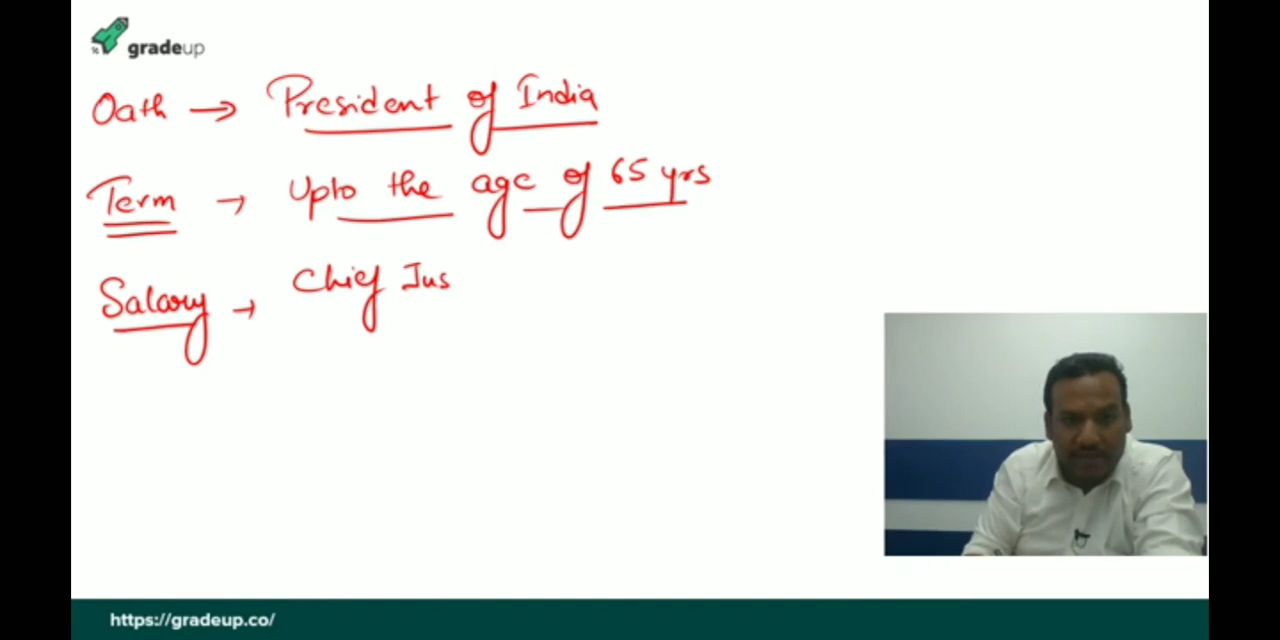 gradeup
Oath → President of India
Term → Upto the age of 65 yrs
Salary → Chief Jus
https://gradeup.co/